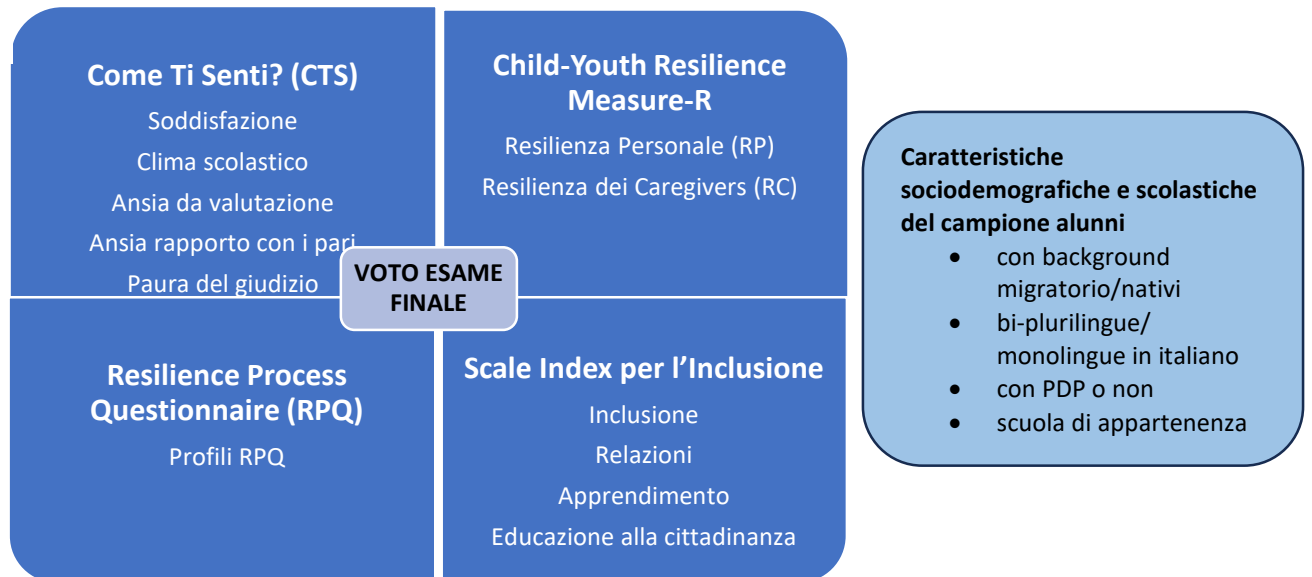 Come Ti Senti? (CTS)
Soddisfazione
Clima scolastico
Ansia da valutazione
Ansia rapporto con i pari
Paura del giudizio
Child-Youth Resilience
Measure-R
Resilienza Personale (RP)
Resilienza dei Caregivers (RC)
VOTO ESAME
FINALE
Resilience Process
Questionnaire (RPQ)
Profili RPQ
Scale Index per l’Inclusione
Inclusione
Relazioni
Apprendimento
Educazione alla cittadinanza
Caratteristiche
sociodemografiche e scolastiche
del campione alunni
• con background
migratorio/nativi
• bi-plurilingue/
monolingue in italiano
• con PDP o non
• scuola di appartenenza